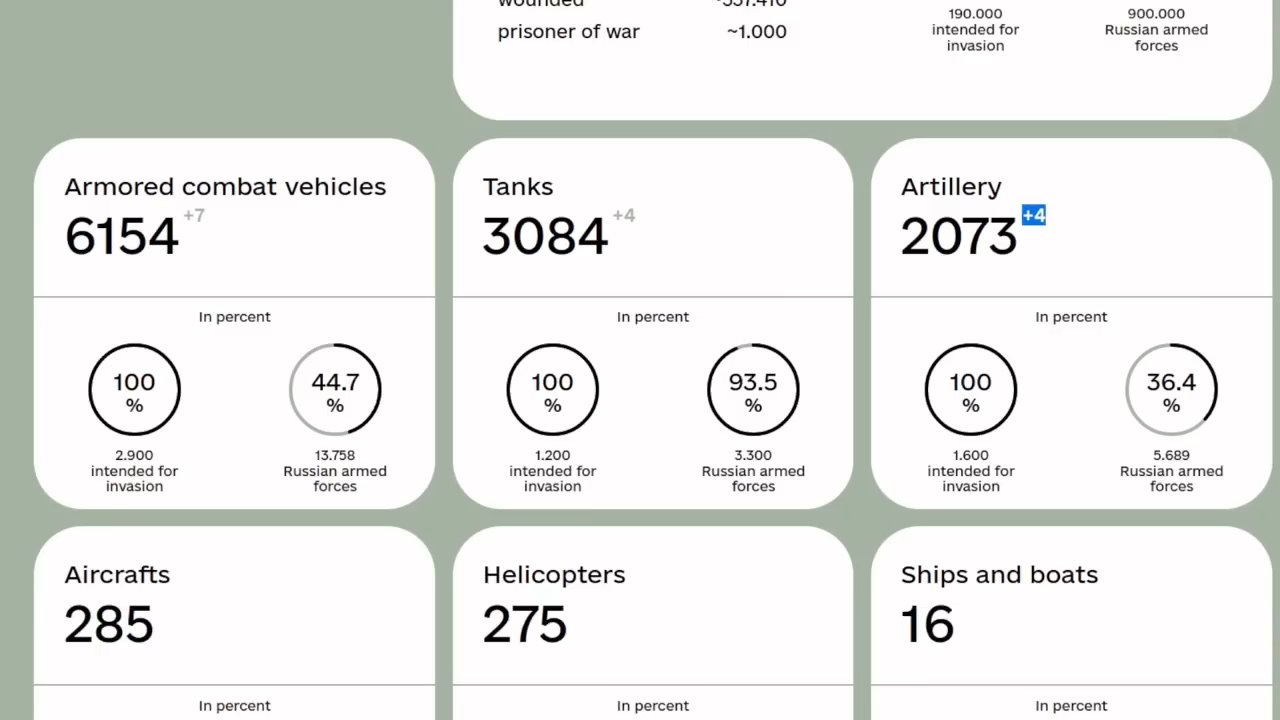 wounded
prisoner of war ~1.000
190.000
intended for
invasion
900.000
Russian armed
forces
Armored combat vehicles
6154 +7
In percent
100
%
2.900
intended for
invasion
44.7
%
13.758
Russian armed
forces
Tanks
3084 +4
In percent
100
%
1.200
intended for
invasion
93.5
%
3.300
Russian armed
forces
Artillery
2073 +4
In percent
100
%
1.600
intended for
invasion
36.4
%
5.689
Russian armed
forces
Aircrafts
285
In percent
Helicopters
275
In percent
Ships and boats
16
In percent